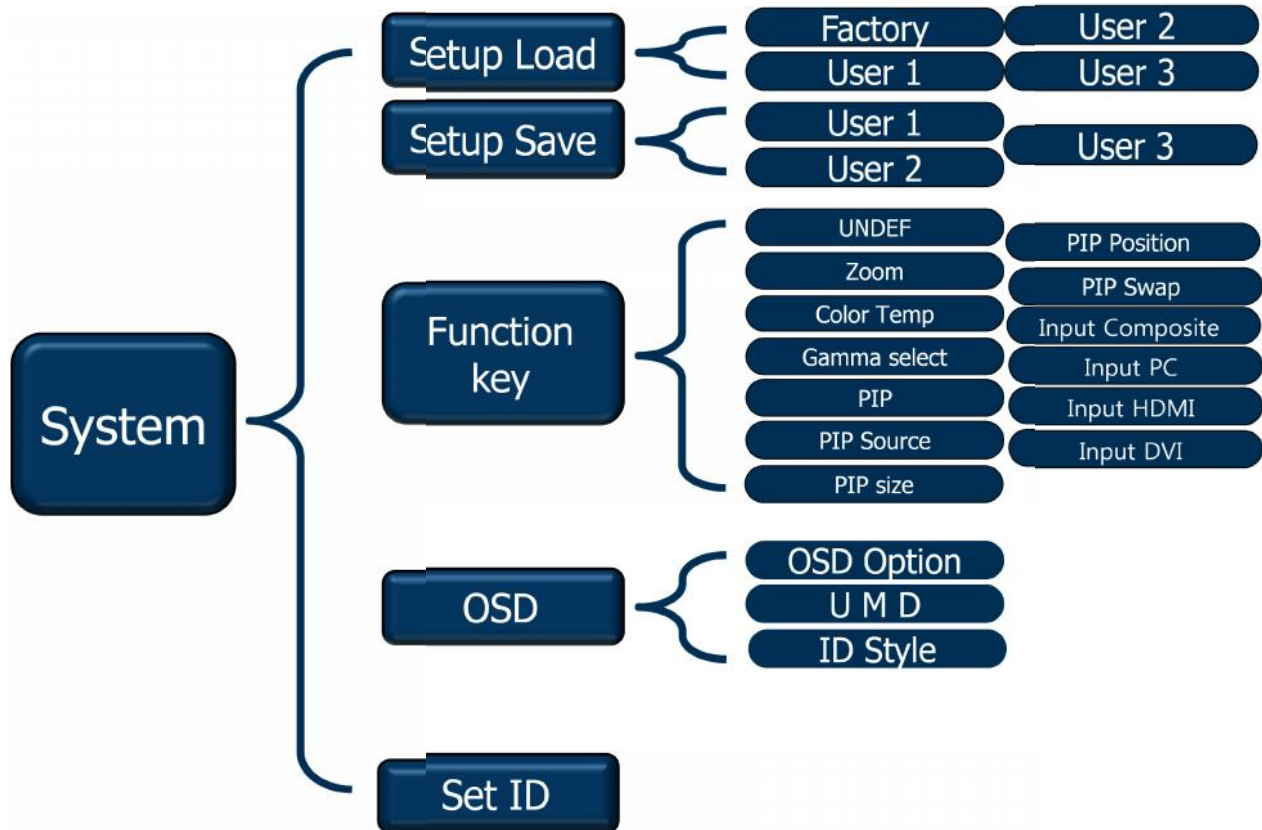 System
Setup Load
Factory
User 1
User 2
User 3
Setup Save
User 1
User 2
User 3
Function
key
UNDEF
Zoom
Color Temp
Gamma select
PIP
PIP Source
PIP size
PIP Position
PIP Swap
Input Composite
Input PC
Input HDMI
Input DVI
OSD
OSD Option
U M D
ID Style
Set ID